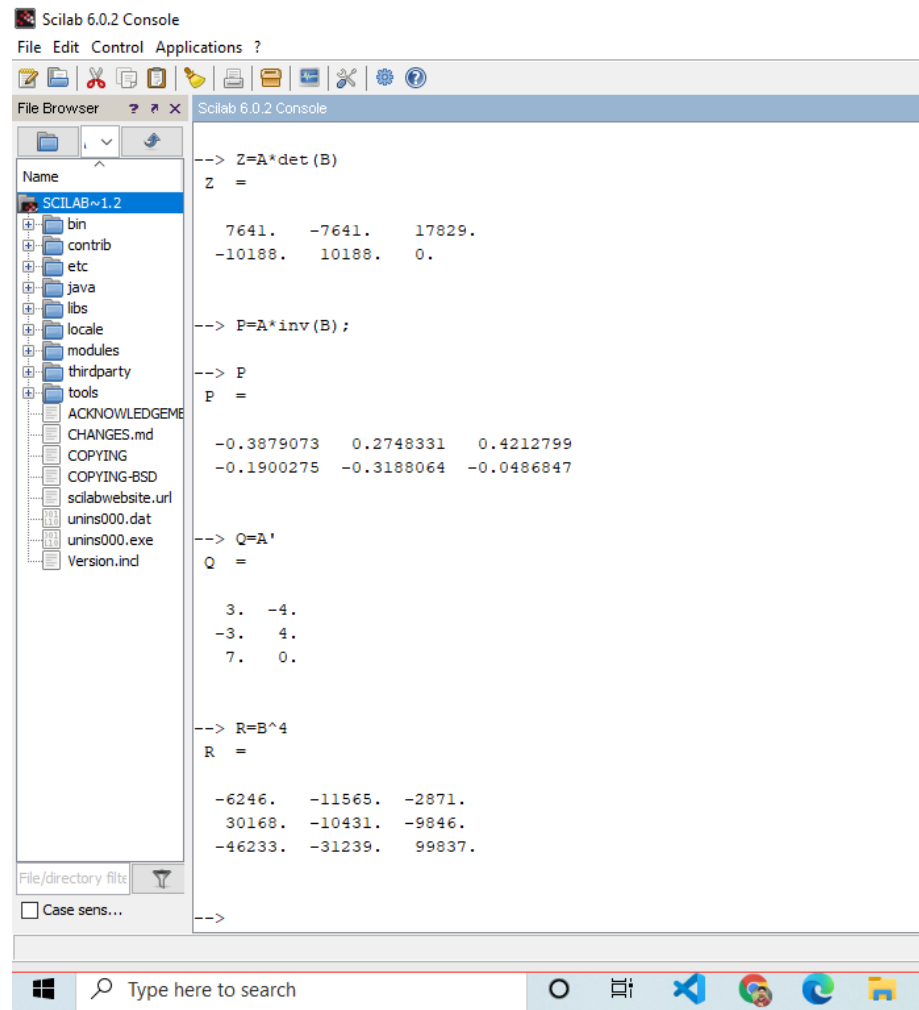 Scilab 6.0.2 Console
File Edit Control Applications ?
File Browser ? Scilab 6.0.2 Console
Name
SCILAB~1.2
bin
contrib
etc
java
libs
locale
modules
thirdparty
tools
ACKNOWLEDGEME
CHANGES.md
COPYING
COPYING-BSD
scilabwebsite.url
unins000.dat
unins000.exe
Version.incl
File/directory filte
Case sens...
--> Z=A*det(B)
Z =
7641. -7641. 17829.
-10188. 10188. 0.
--> P=A*inv(B);
--> P
P =
-0.3879073 0.2748331 0.4212799
-0.1900275 -0.3188064 -0.0486847
--> Q=A'
Q =
3. -4.
-3. 4.
7. 0.
--> R=B^4
R =
-6246. -11565. -2871.
30168. -10431. -9846.
-46233. -31239. 99837.
-->
Type here to search